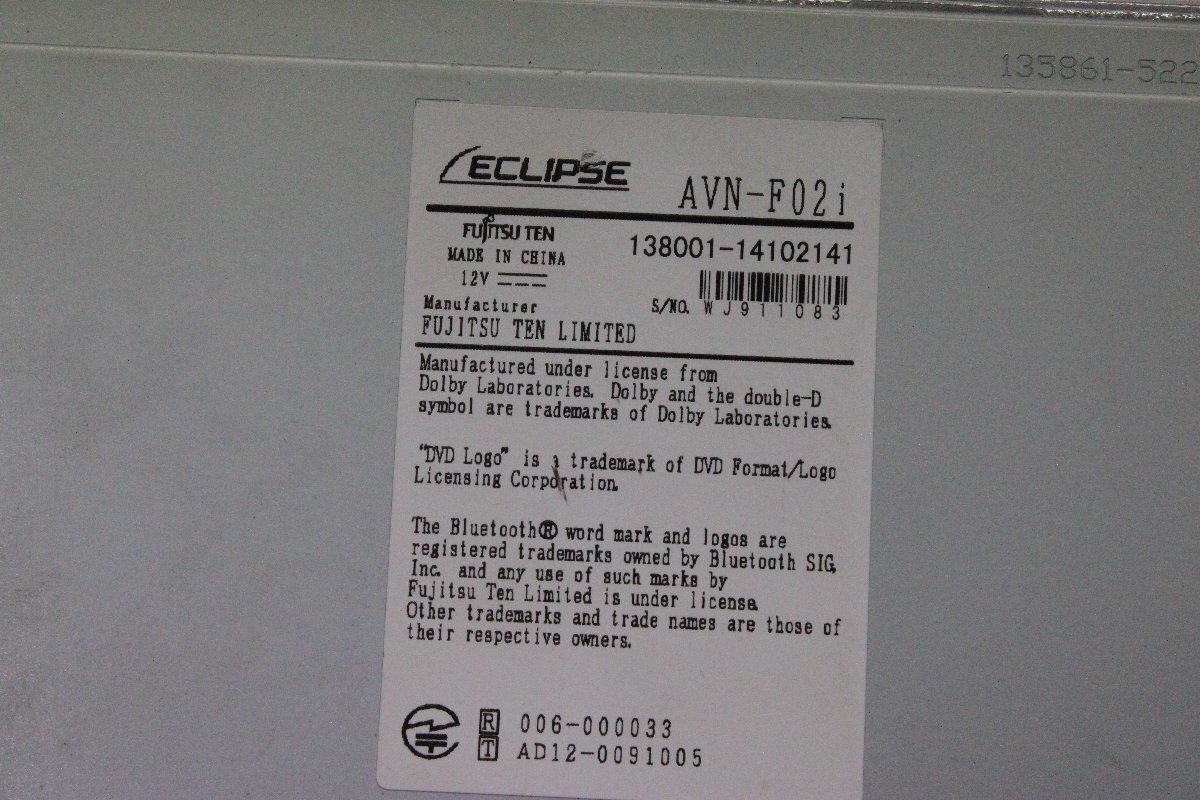 135861-522
ECLIPSE
AVN-F02i
FUJITSU TEN
138001-14102141
MADE IN CHINA
12V
S/NO. WJ911083
Manufacturer
FUJITSU TEN LIMITED
Manufactured under license from
Dolby Laboratories. Dolby and the double-D
symbol are trademarks of Dolby Laboratories.
"DVD Logo" is a trademark of DVD Format/Logo
Licensing Corporation.
The Bluetooth® word mark and logos are
registered trademarks owned by Bluetooth SIG,
Inc. and any use of such marks by
Fujitsu Ten Limited is under license.
Other trademarks and trade names are those of
their respective owners.
R 006-000033
T AD12-0091005